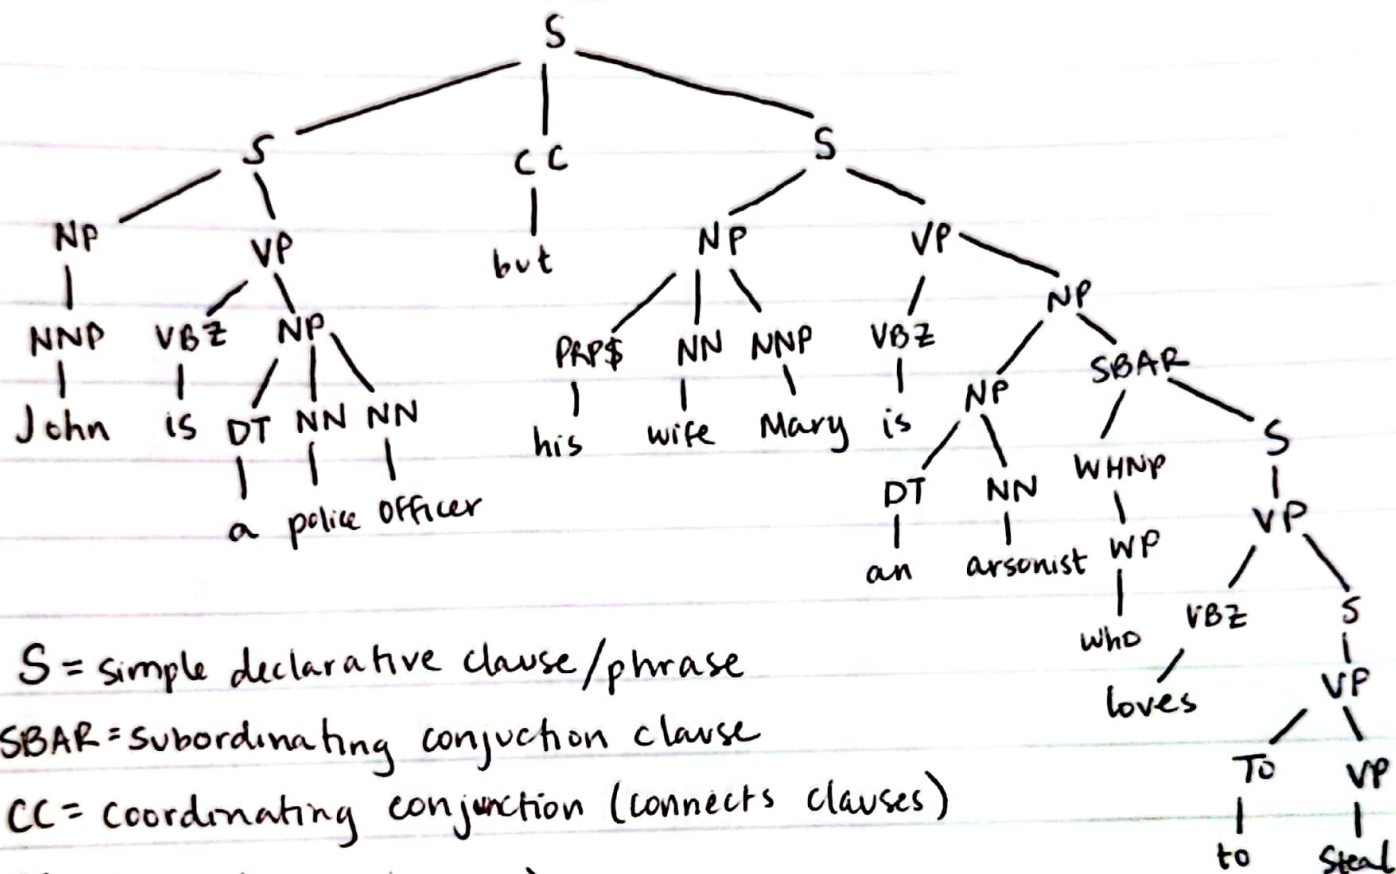 S
S CC S
NP VP but NP VP
NNP VBZ NP PRP$ NN NNP VBZ NP
John is DT NN NN his wife Mary is NP SBAR
a police officer DT NN WHNP S
an arsonist WP VP
who VBZ S
loves VP
To VP
to Steal
S = simple declarative clause/phrase
SBAR = subordinating conjuction clause
CC = coordinating conjunction (connects clauses)